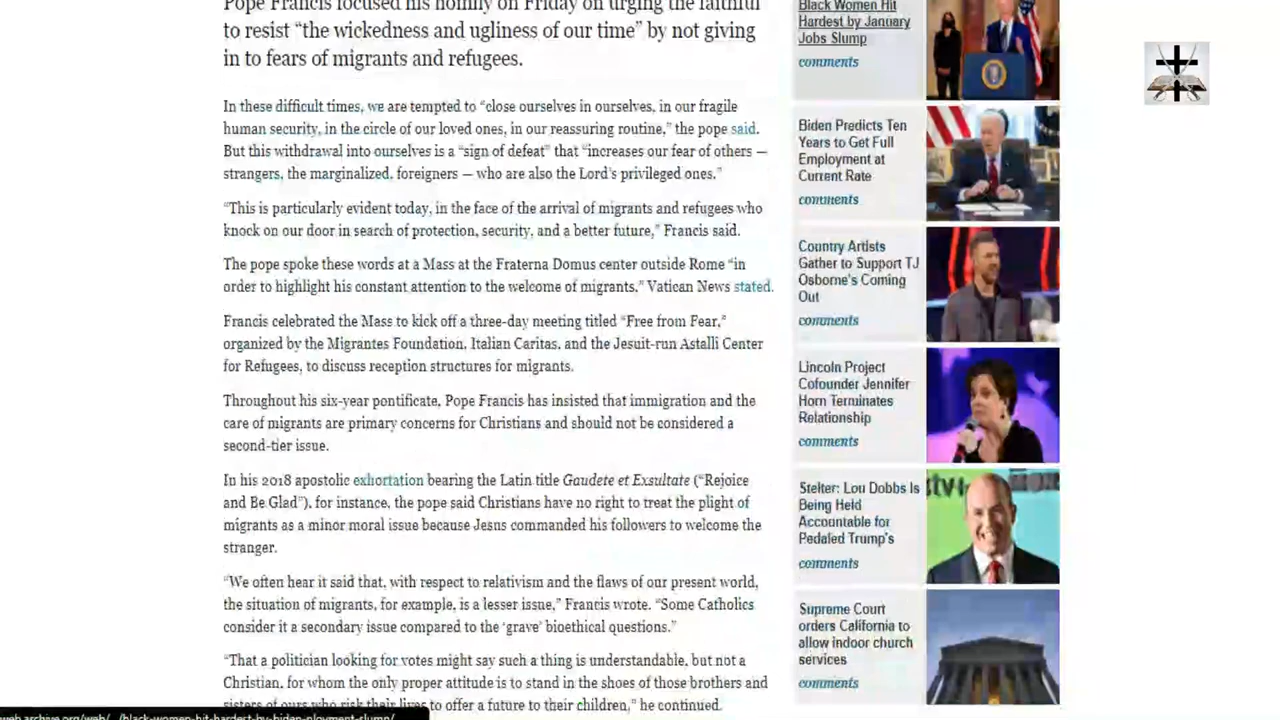 Pope Francis focused his homily on Friday on urging the faithful
to resist “the wickedness and ugliness of our time” by not giving
in to fears of migrants and refugees.
In these difficult times, we are tempted to “close ourselves in ourselves, in our fragile
human security, in the circle of our loved ones, in our reassuring routine,” the pope said.
But this withdrawal into ourselves is a “sign of defeat” that “increases our fear of others —
strangers, the marginalized, foreigners — who are also the Lord’s privileged ones.”
“This is particularly evident today, in the face of the arrival of migrants and refugees who
knock on our door in search of protection, security, and a better future,” Francis said.
The pope spoke these words at a Mass at the Fraterna Domus center outside Rome “in
order to highlight his constant attention to the welcome of migrants,” Vatican News stated.
Francis celebrated the Mass to kick off a three-day meeting titled “Free from Fear,”
organized by the Migrantes Foundation, Italian Caritas, and the Jesuit-run Astalli Center
for Refugees, to discuss reception structures for migrants.
Throughout his six-year pontificate, Pope Francis has insisted that immigration and the
care of migrants are primary concerns for Christians and should not be considered a
second-tier issue.
In his 2018 apostolic exhortation bearing the Latin title Gaudete et Exsultate (“Rejoice
and Be Glad”), for instance, the pope said Christians have no right to treat the plight of
migrants as a minor moral issue because Jesus commanded his followers to welcome the
stranger.
“We often hear it said that, with respect to relativism and the flaws of our present world,
the situation of migrants, for example, is a lesser issue,” Francis wrote. “Some Catholics
consider it a secondary issue compared to the ‘grave’ bioethical questions.”
“That a politician looking for votes might say such a thing is understandable, but not a
Christian, for whom the only proper attitude is to stand in the shoes of those brothers and
sisters of ours who risk their lives to offer a future to their children,” he continued.
Black Women Hit
Hardest by January
Jobs Slump
comments
Biden Predicts Ten
Years to Get Full
Employment at
Current Rate
comments
Country Artists
Gather to Support TJ
Osborne's Coming
Out
comments
Lincoln Project
Cofounder Jennifer
Horn Terminates
Relationship
comments
Stelter: Lou Dobbs Is
Being Held
Accountable for
Pedaled Trump's
comments
Supreme Court
orders California to
allow indoor church
services
comments